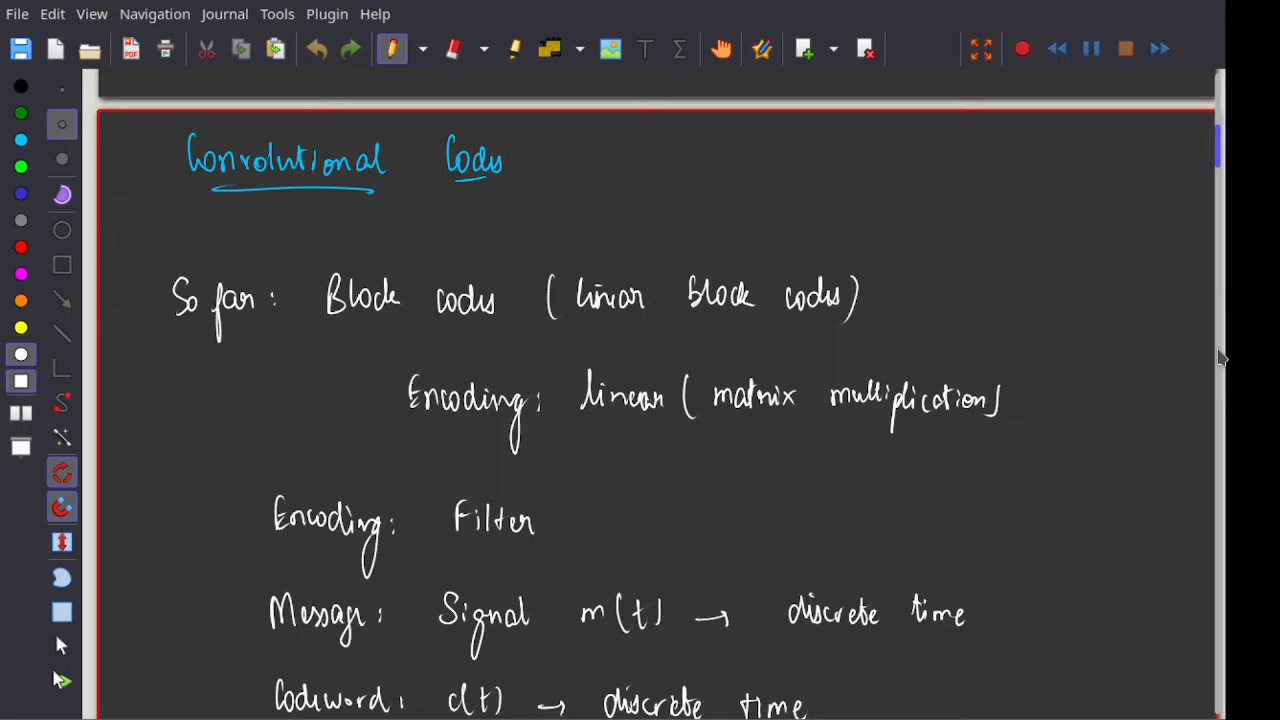 File Edit View Navigation Journal Tools Plugin Help
Convolutional Codes
So far: Block codes (linear block codes)
Encoding: linear (matrix multiplication)
Encoding: Filter
Message: Signal m(t) → discrete time
Codeword: c(t) → discrete time